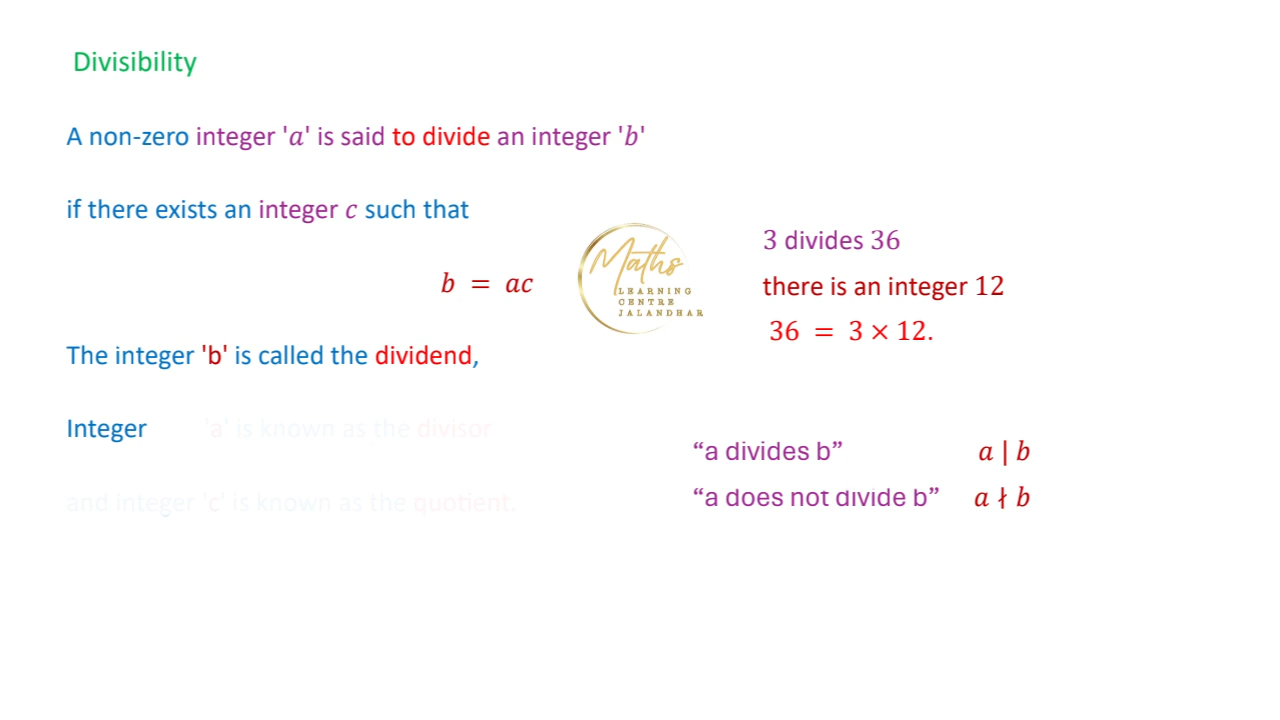 Divisibility
A non-zero integer 'a' is said to divide an integer 'b'
if there exists an integer c such that
b = ac
The integer 'b' is called the dividend,
Integer 'a' is known as the divisor
and integer 'c' is known as the quotient.
Maths
LEARNING
CENTRE
JALANDHAR
3 divides 36
there is an integer 12
36 = 3 × 12.
“a divides b” a | b
“a does not divide b” a ∤ b